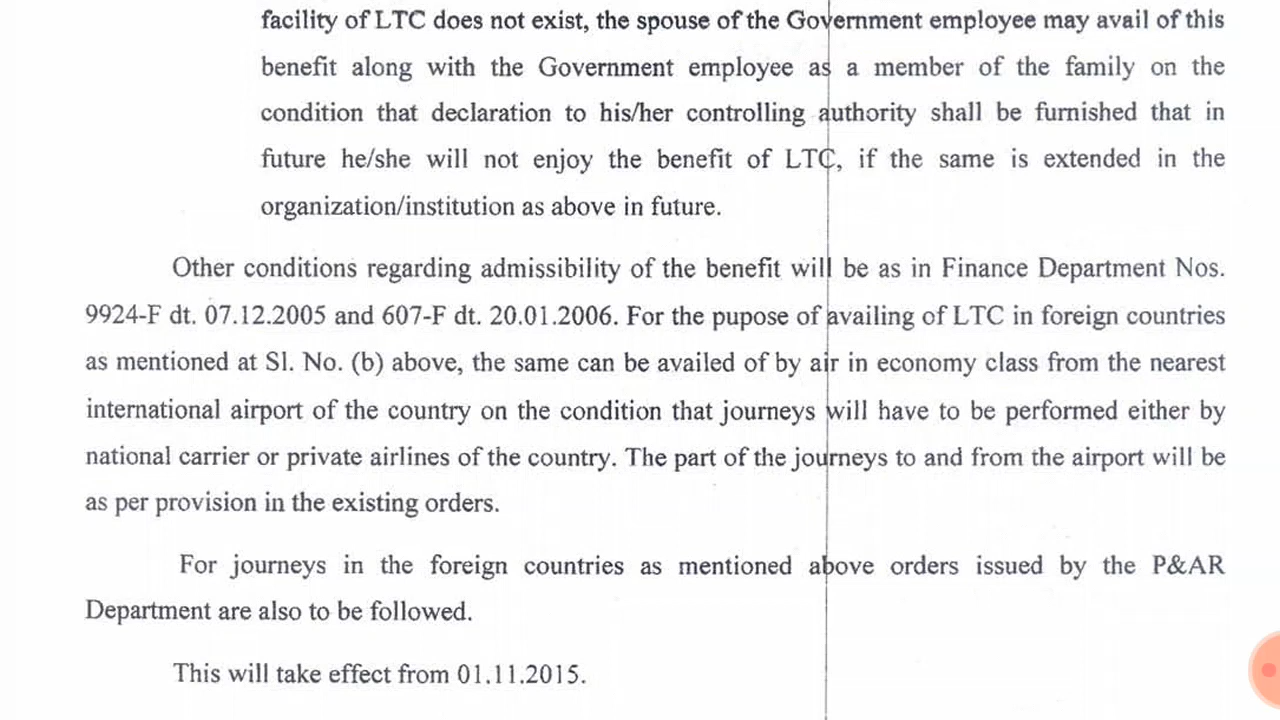 facility of LTC does not exist, the spouse of the Government employee may avail of this
benefit along with the Government employee as a member of the family on the
condition that declaration to his/her controlling authority shall be furnished that in
future he/she will not enjoy the benefit of LTC, if the same is extended in the
organization/institution as above in future.
Other conditions regarding admissibility of the benefit will be as in Finance Department Nos.
9924-F dt. 07.12.2005 and 607-F dt. 20.01.2006. For the pupose of availing of LTC in foreign countries
as mentioned at Sl. No. (b) above, the same can be availed of by air in economy class from the nearest
international airport of the country on the condition that journeys will have to be performed either by
national carrier or private airlines of the country. The part of the journeys to and from the airport will be
as per provision in the existing orders.
For journeys in the foreign countries as mentioned above orders issued by the P&AR
Department are also to be followed.
This will take effect from 01.11.2015.